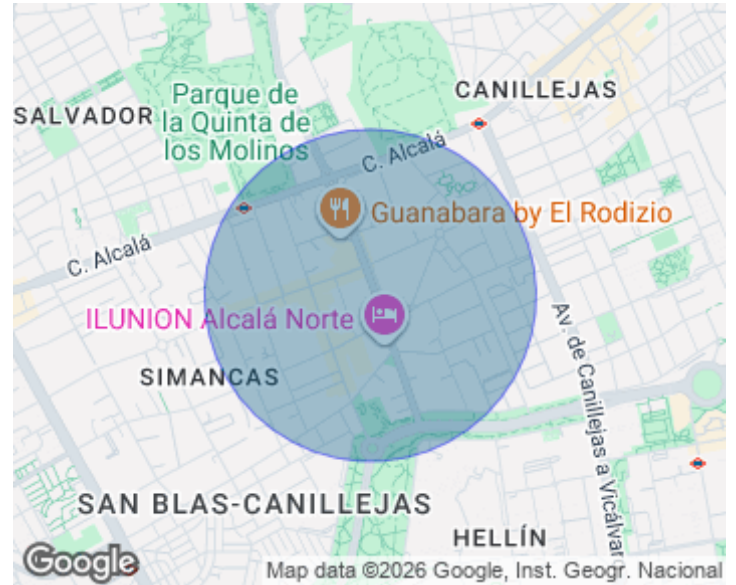 CANILLEJAS
SALVADOR
Parque de
la Quinta de
los Molinos
C. Alcalá
Guanabara by El Rodizio
C. Alcalá
ILUNION Alcalá Norte
SIMANCAS
Av. de Canillejas a Vicálvar
SAN BLAS-CANILLEJAS
HELLÍN
Google
Map data ©2026 Google, Inst. Geogr. Nacional